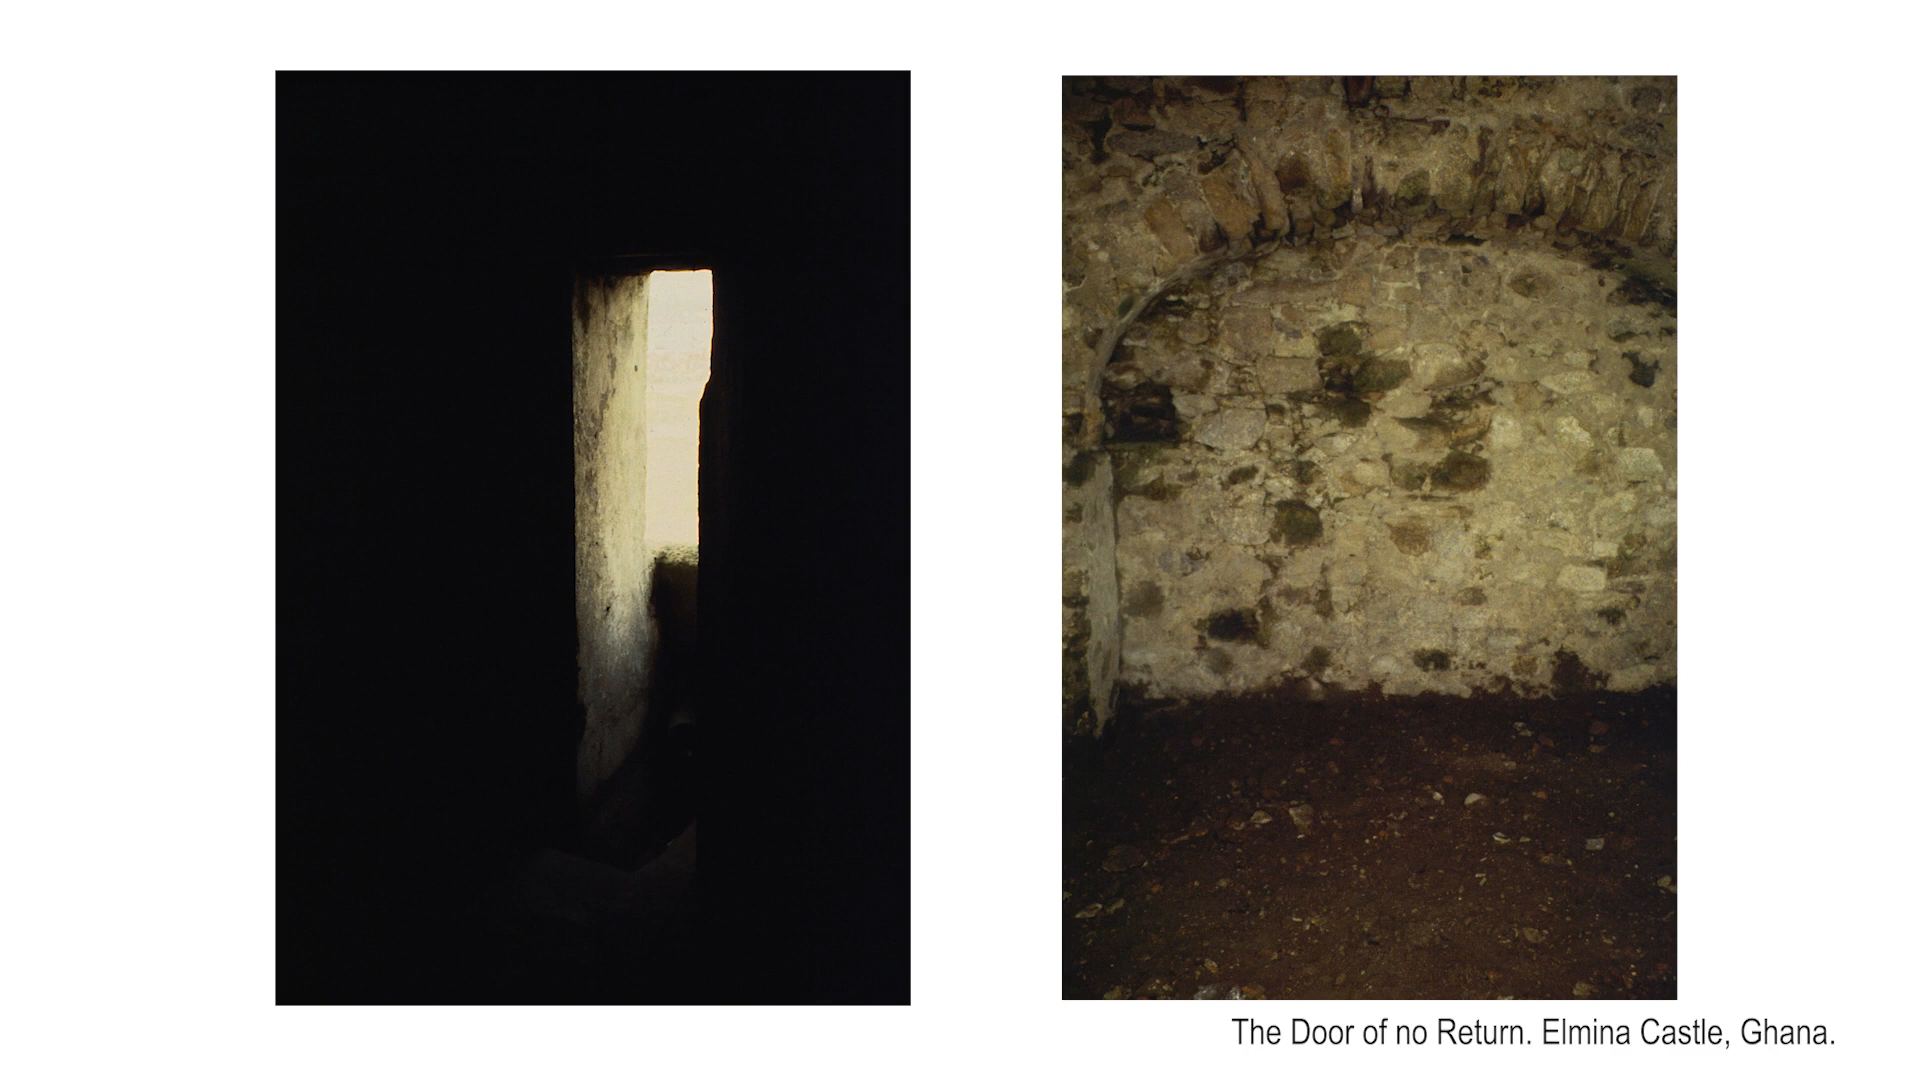 The Door of no Return. Elmina Castle, Ghana.